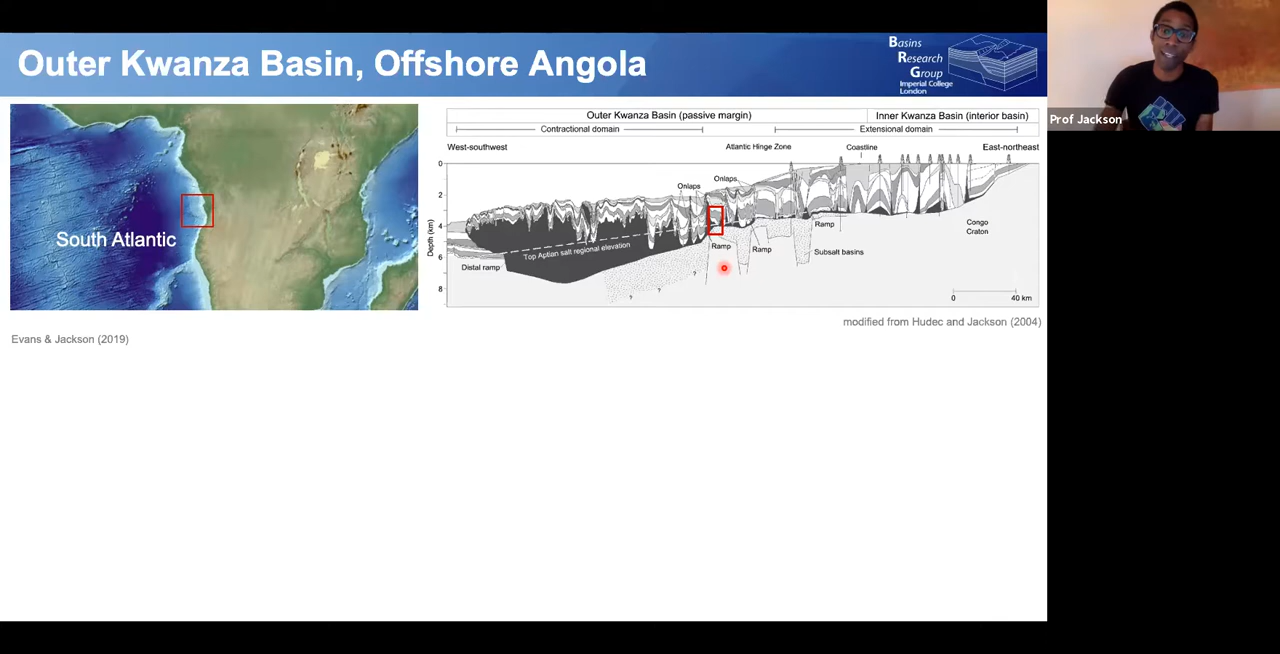 Outer Kwanza Basin, Offshore Angola
Basins
Research
Group
Imperial College
London
Prof Jackson
South Atlantic
Evans & Jackson (2019)
Outer Kwanza Basin (passive margin)
Inner Kwanza Basin (interior basin)
Contractional domain
Extensional domain
West-southwest
Atlantic Hinge Zone
Coastline
East-northeast
0
2
4
6
8
Depth (km)
Onlaps
Onlaps
Top Aptian salt regional elevation
Distal ramp
Ramp
Ramp
Ramp
Subsalt basins
Congo
Craton
?
?
?
0 40 km
modified from Hudec and Jackson (2004)